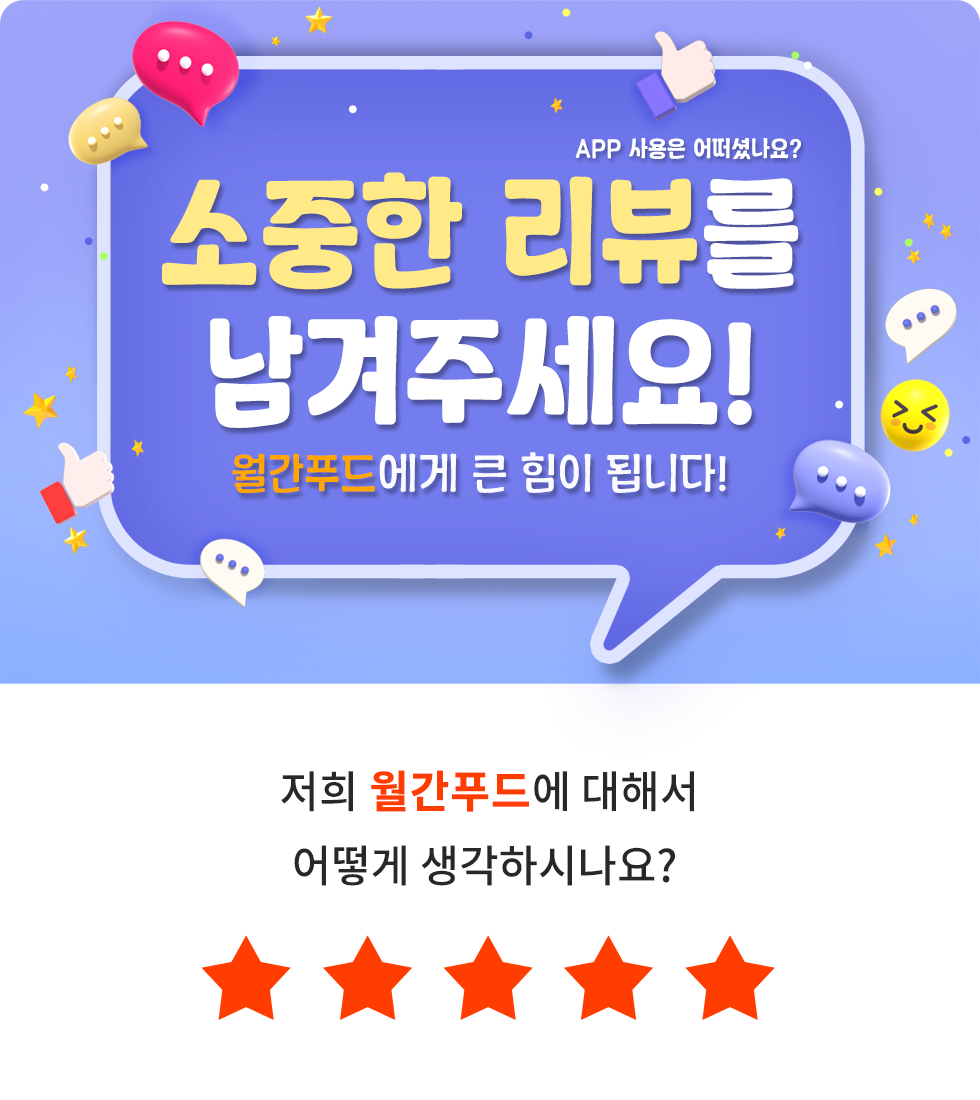 APP 사용은 어떠셨나요?
소중한 리뷰를
남겨주세요!
월간푸드에게 큰 힘이 됩니다!
저희 월간푸드에 대해서
어떻게 생각하시나요?